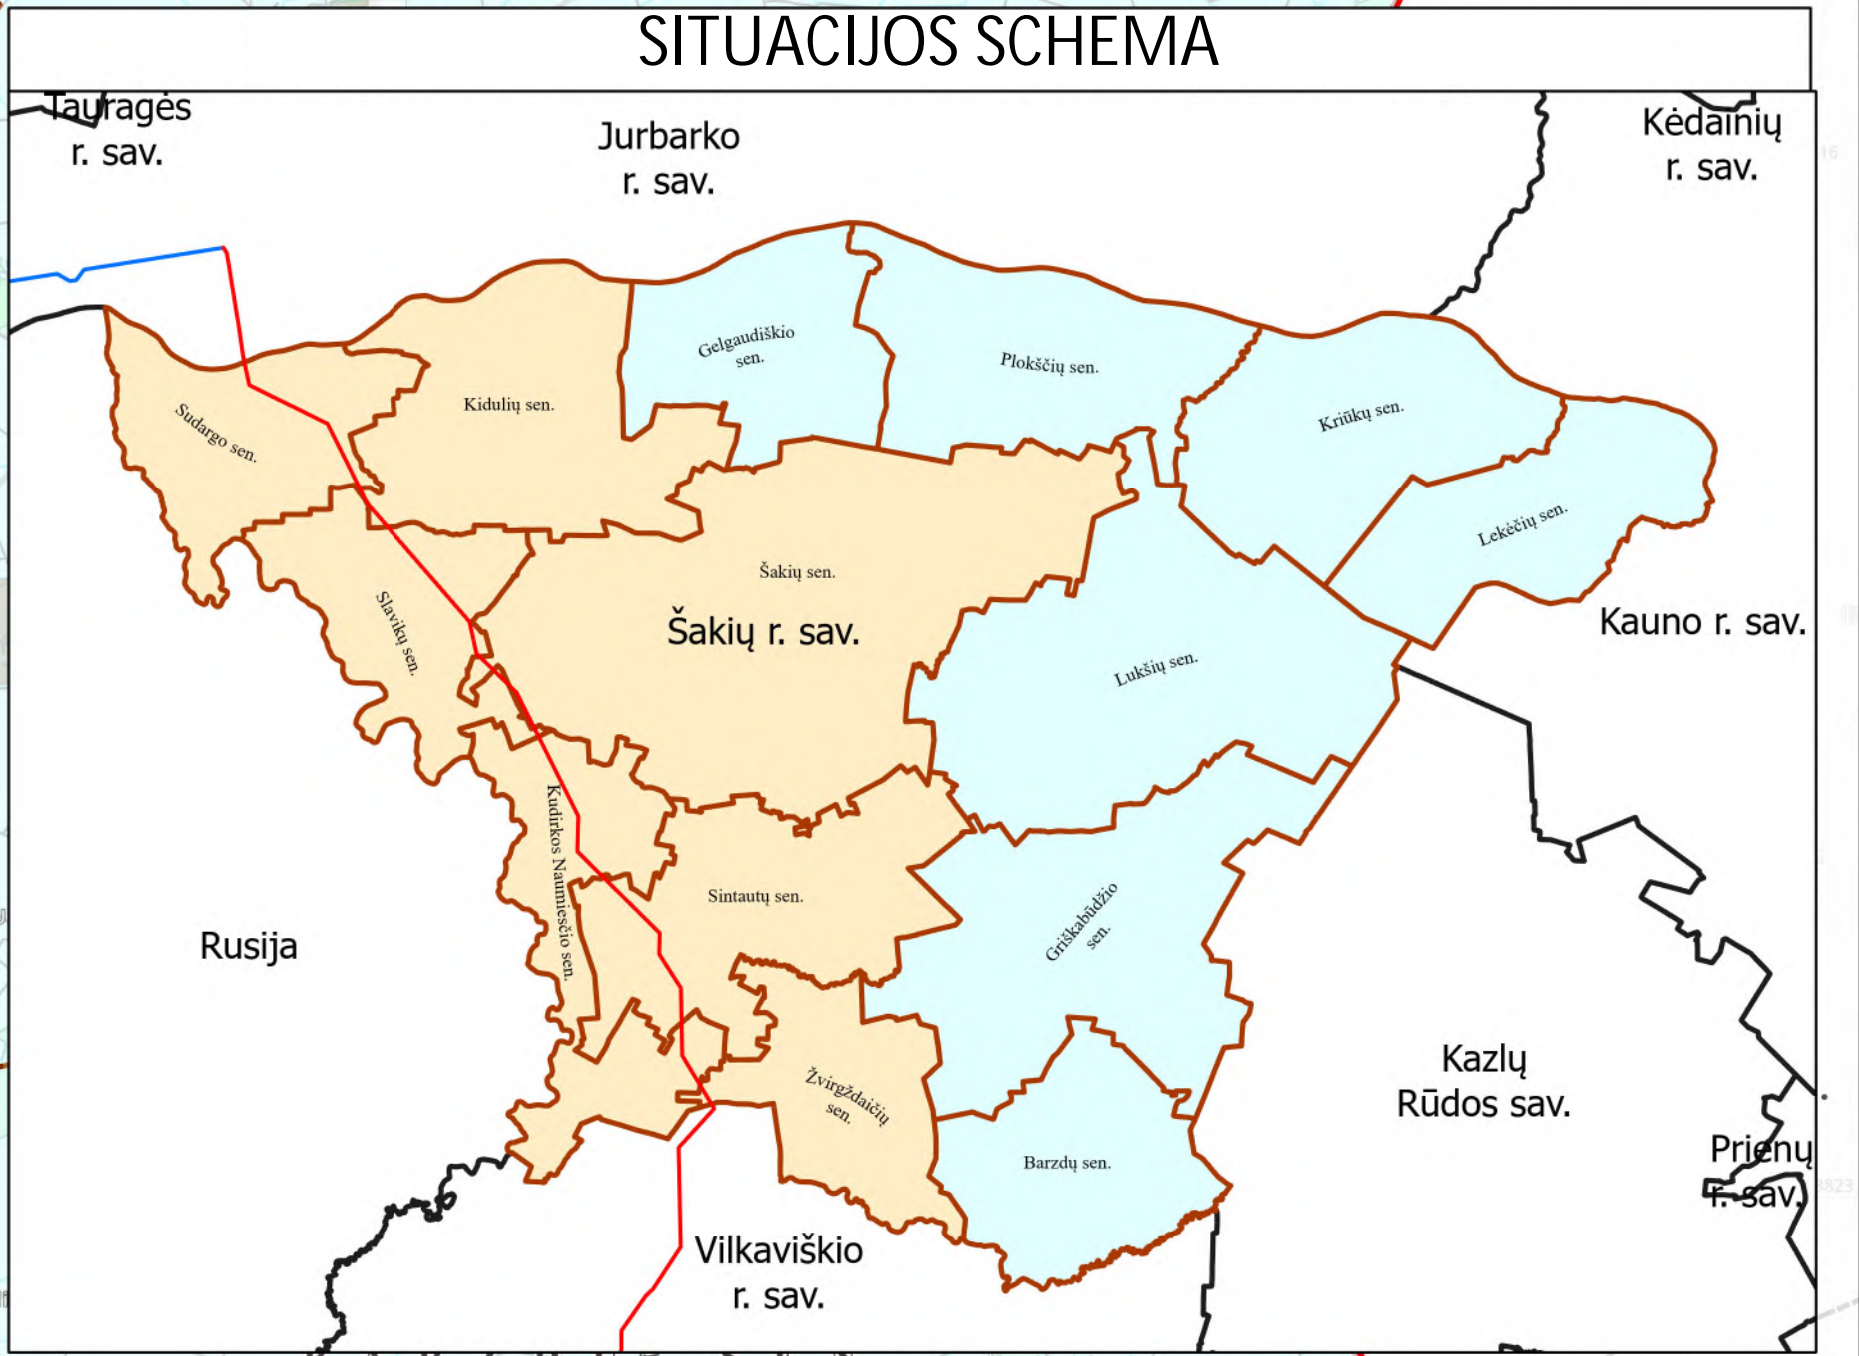 SITUACIJOS SCHEMA
Tauragės
r. sav.
Jurbarko
r. sav.
Kėdainių
r. sav.
Gelgaudiškio
sen.
Plokščių sen.
Kidulių sen.
Kriūkų sen.
Sudargo sen.
Lekėčių sen.
Šakių sen.
Šakių r. sav.
Kauno r. sav.
Slavikų sen.
Lukšių sen.
Kudirkos Naumiesčio sen.
Sintautų sen.
Griškabūdžio
sen.
Rusija
Kazlų
Rūdos sav.
Žvirgždaičių
sen.
Barzdų sen.
Prienų
r. sav.
Vilkaviškio
r. sav.